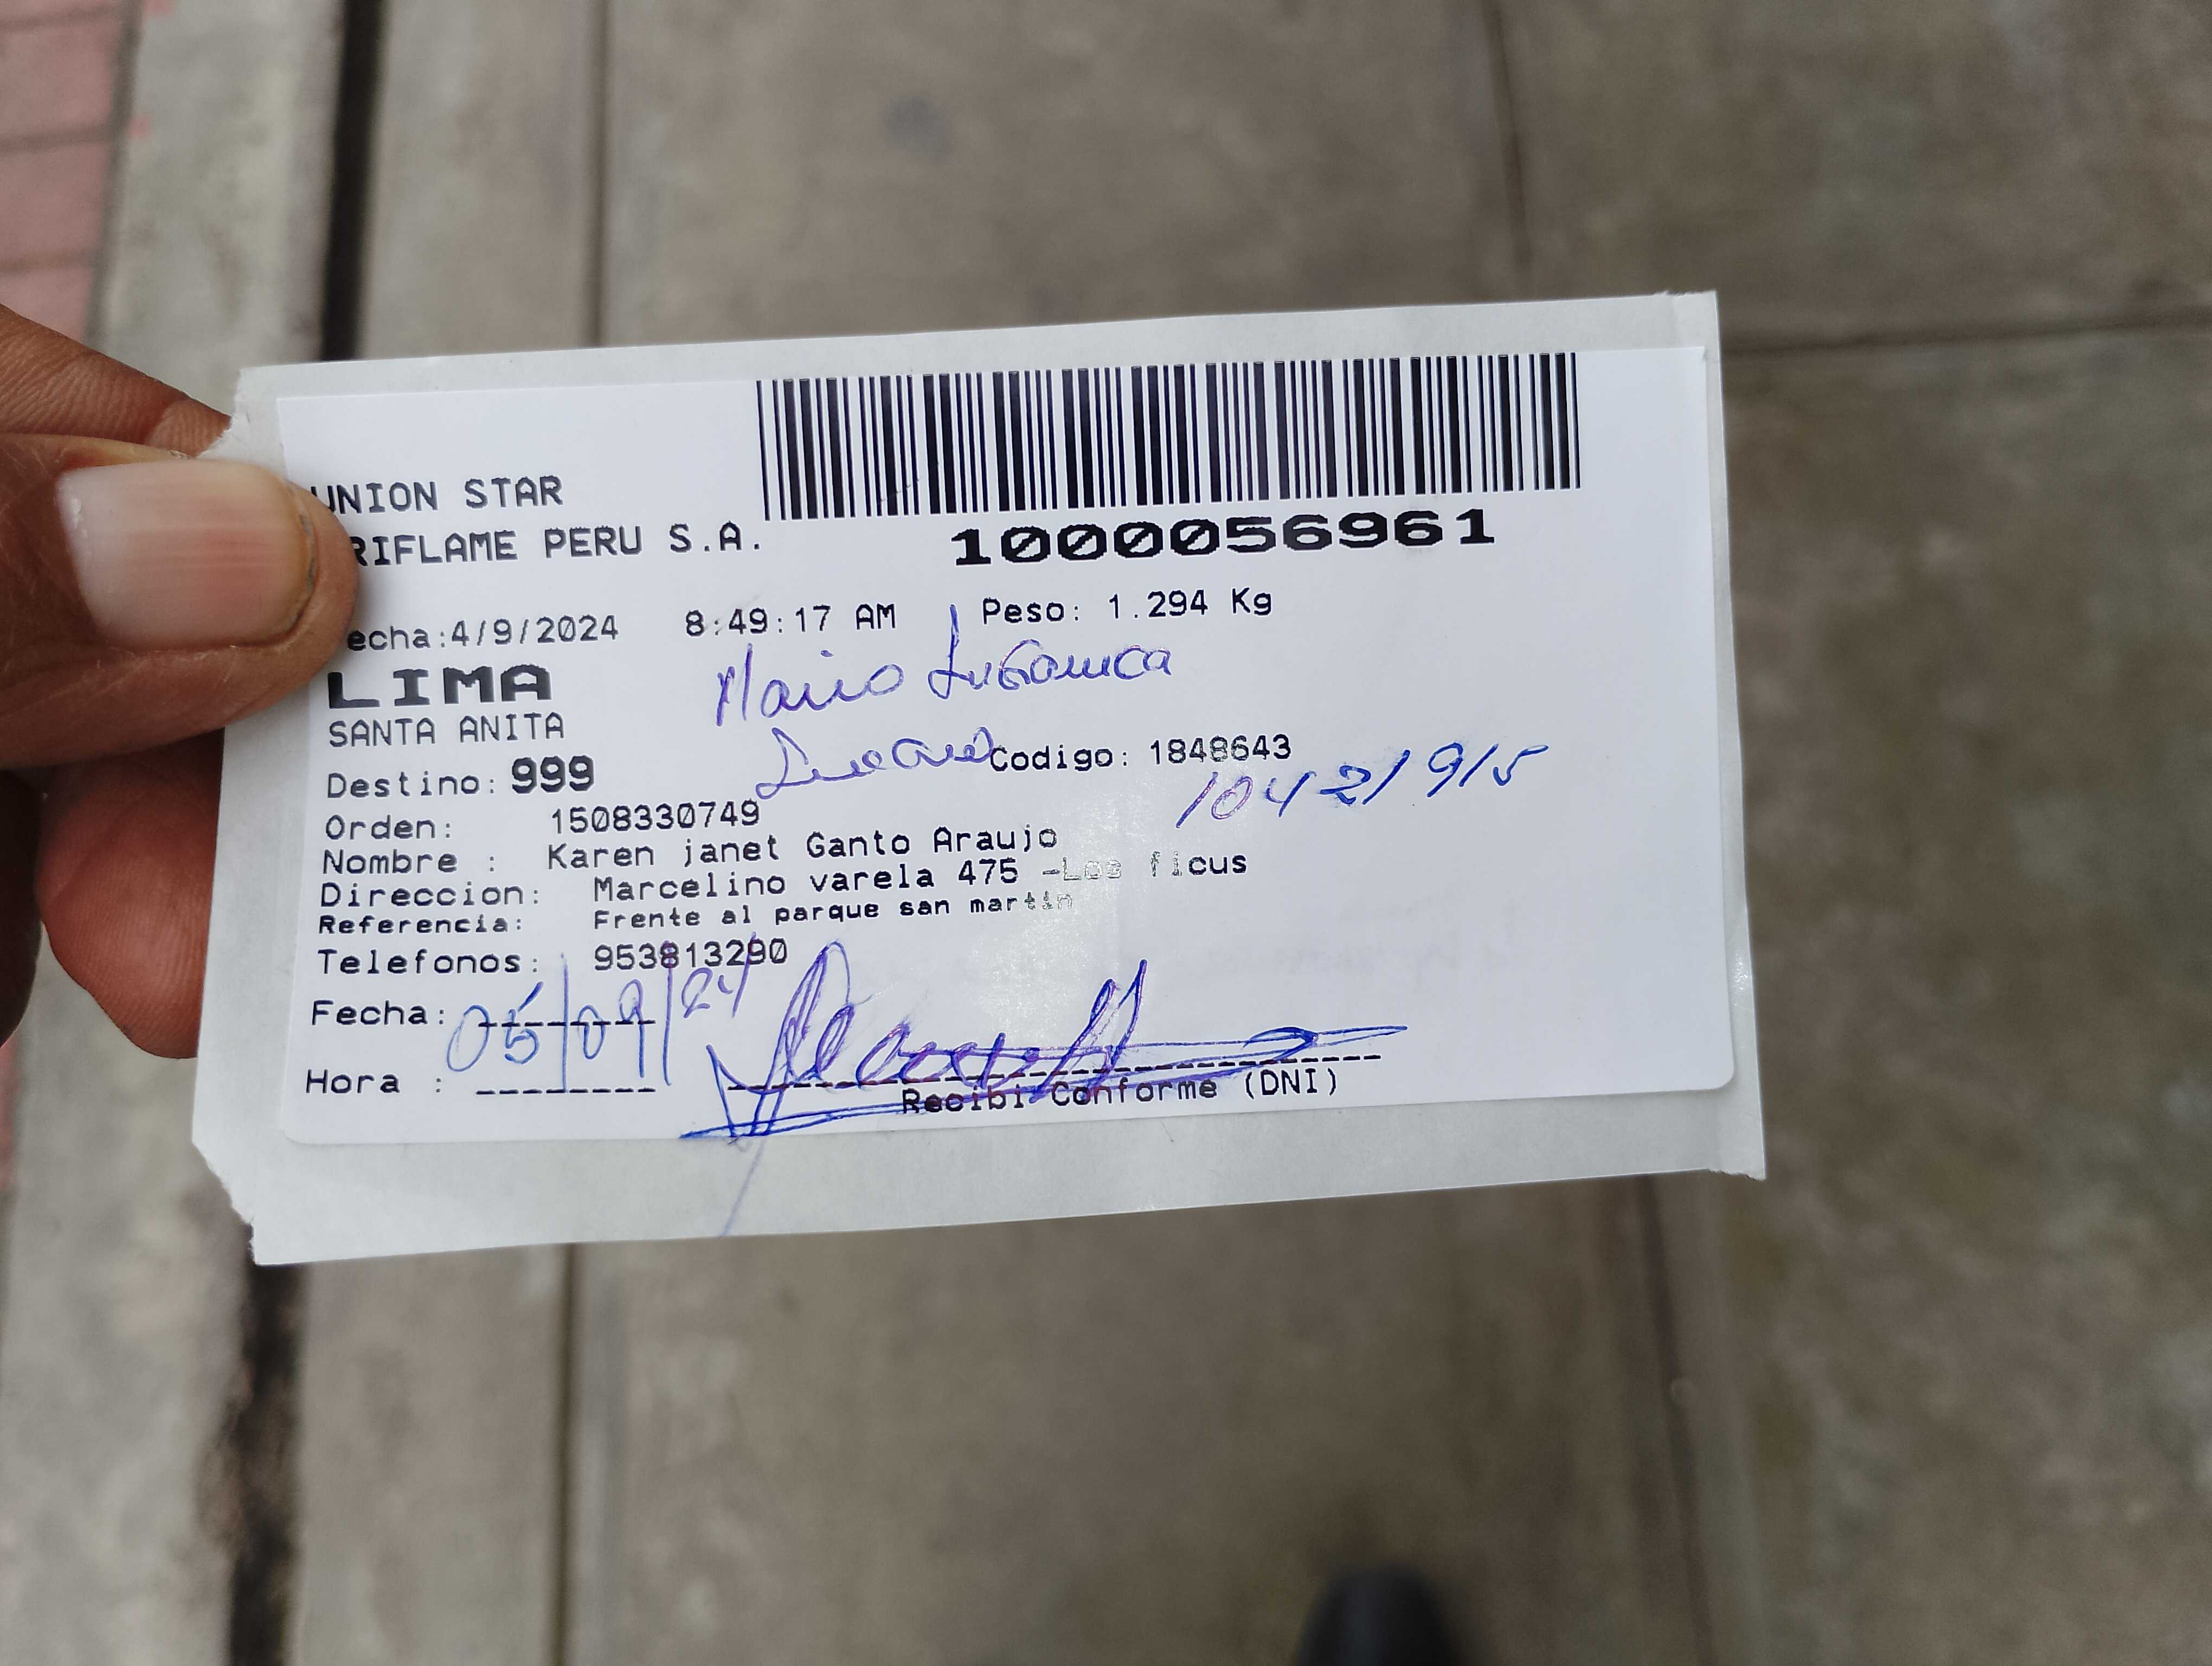 UNION STAR
RIFLAME PERU S.A.
1000056961
echa:4/9/2024 8:49:17 AM Peso: 1.294 Kg
LIMA
Mario
SANTA ANITA
Destino: 999 Codigo: 1848643
10421915
Orden: 1508330749
Nombre : Karen janet Ganto Araujo
Direccion: Marcelino varela 475 -Los ficus
Referencia: Frente al parque san martin
Telefonos: 953813290
Fecha: 05/09/24
Hora :
Recibi Conforme (DNI)